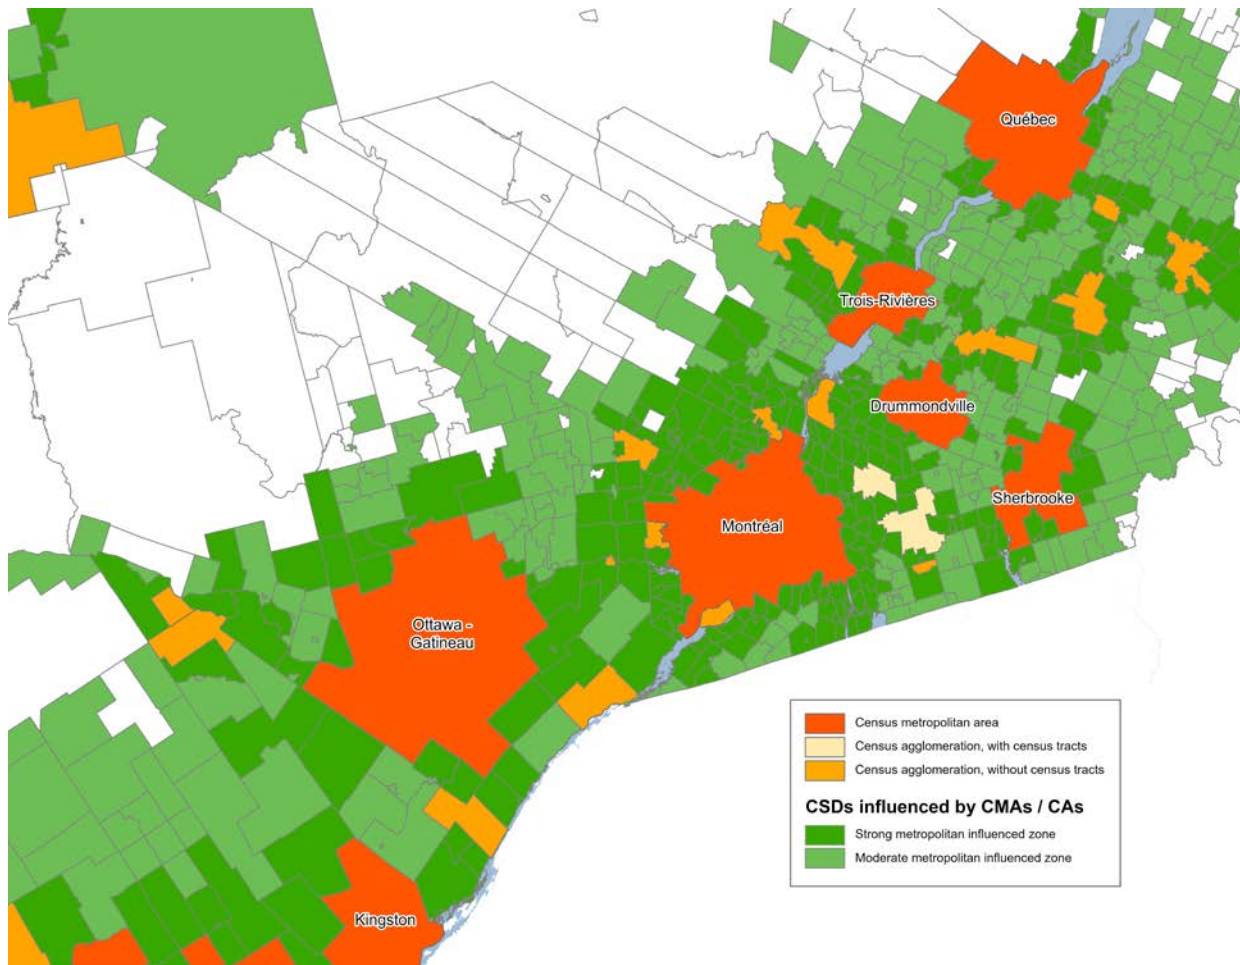 Québec
Trois-Rivières
Drummondville
Sherbrooke
Montréal
Ottawa -
Gatineau
Kingston
Census metropolitan area
Census agglomeration, with census tracts
Census agglomeration, without census tracts
CSDs influenced by CMAs / CAs
Strong metropolitan influenced zone
Moderate metropolitan influenced zone